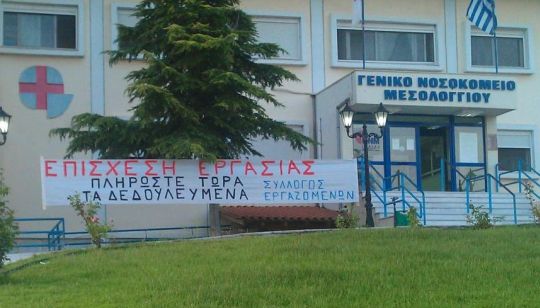 ΓΕΝΙΚΟ ΝΟΣΟΚΟΜΕΙΟ
ΜΕΣΟΛΟΓΓΙΟΥ
ΕΠΙΣΧΕΣΗ ΕΡΓΑΣΙΑΣ
ΠΛΗΡΩΣΤΕ ΤΩΡΑ
ΤΑ ΔΕΔΟΥΛΕΥΜΕΝΑ
ΣΥΛΛΟΓΟΣ
ΕΡΓΑΖΟΜΕΝΩΝ